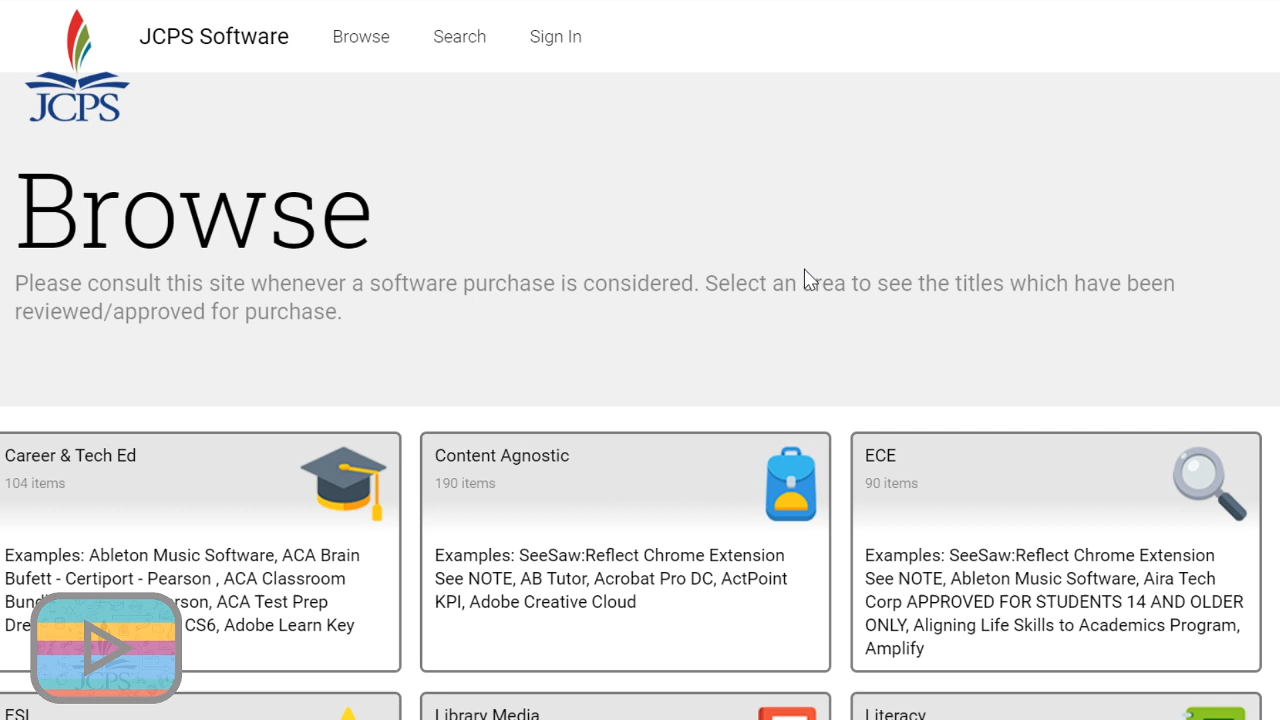 JCPS Software Browse Search Sign In
JCPS
Browse
Please consult this site whenever a software purchase is considered. Select an area to see the titles which have been
reviewed/approved for purchase.
Career & Tech Ed
104 items
Examples: Ableton Music Software, ACA Brain
Bufett - Certiport - Pearson , ACA Classroom
ACA Test Prep
CS6, Adobe Learn Key
Content Agnostic
190 items
Examples: SeeSaw:Reflect Chrome Extension
See NOTE, AB Tutor, Acrobat Pro DC, ActPoint
KPI, Adobe Creative Cloud
ECE
90 items
Examples: SeeSaw:Reflect Chrome Extension
See NOTE, Ableton Music Software, Aira Tech
Corp APPROVED FOR STUDENTS 14 AND OLDER
ONLY, Aligning Life Skills to Academics Program,
Amplify
JCPS
ESL
Library Media
Literacy